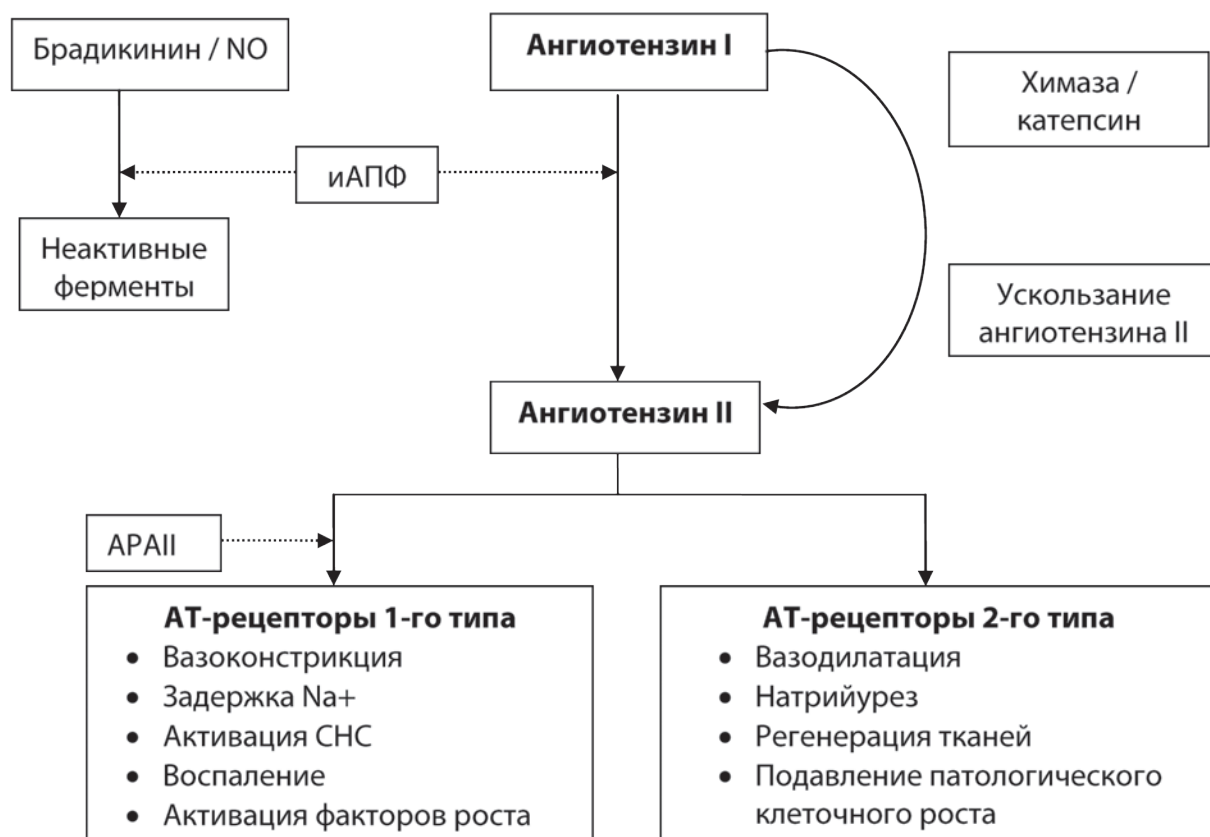 Брадикинин / NO
Ангиотензин I
Химаза /
катепсин
иАПФ
Неактивные
ферменты
Ускользание
ангиотензина II
Ангиотензин II
АРАII
АТ-рецепторы 1-го типа
• Вазоконстрикция
• Задержка Na+
• Активация СНС
• Воспаление
• Активация факторов роста
АТ-рецепторы 2-го типа
• Вазодилатация
• Натрийурез
• Регенерация тканей
• Подавление патологического
клеточного роста